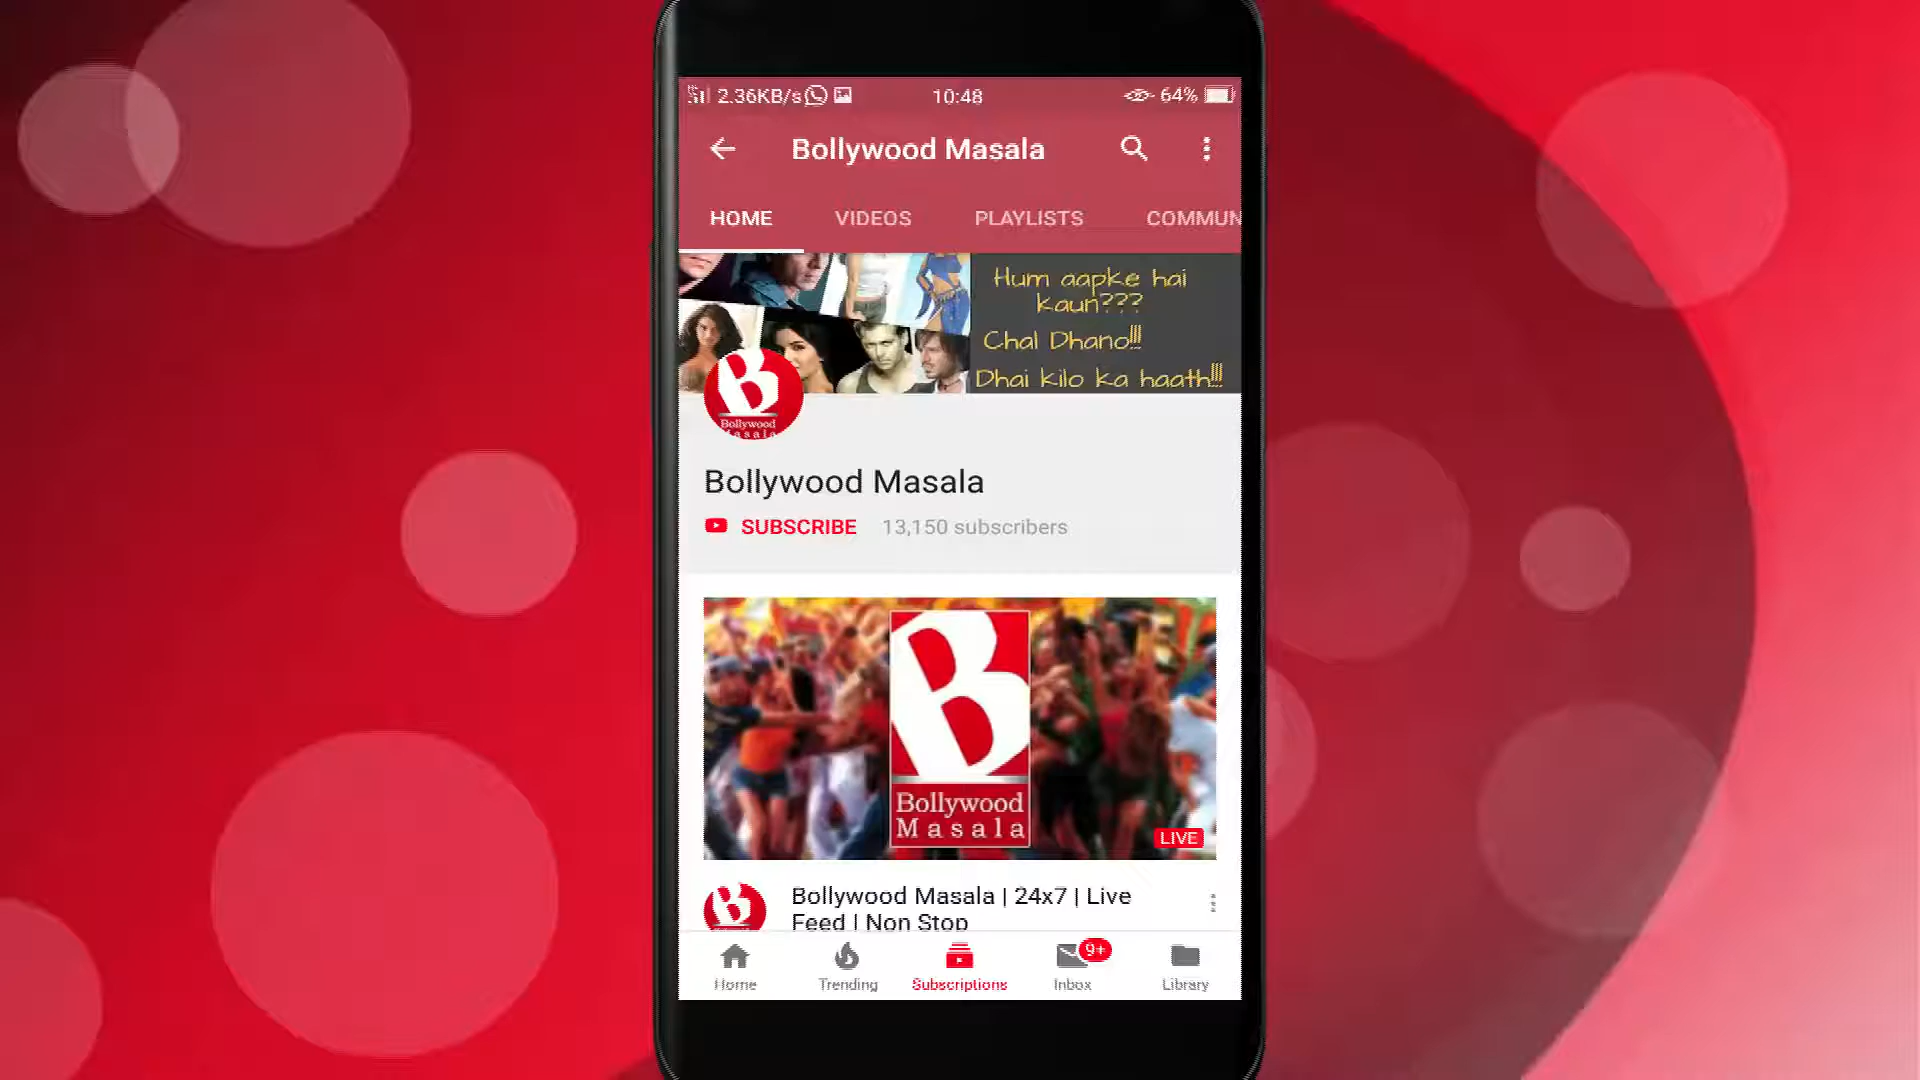 2.36KB/s 10:48 64%
Bollywood Masala
HOME VIDEOS PLAYLISTS COMMUN
Hum aapke hai
kaun???
Chal Dhano!!!
Dhai kilo ka haath!!!
Bollywood
Masala
Bollywood Masala
SUBSCRIBE 13,150 subscribers
Bollywood
Masala
LIVE
Bollywood Masala | 24x7 | Live
Feed | Non Stop
9+
Home Trending Subscriptions Inbox Library